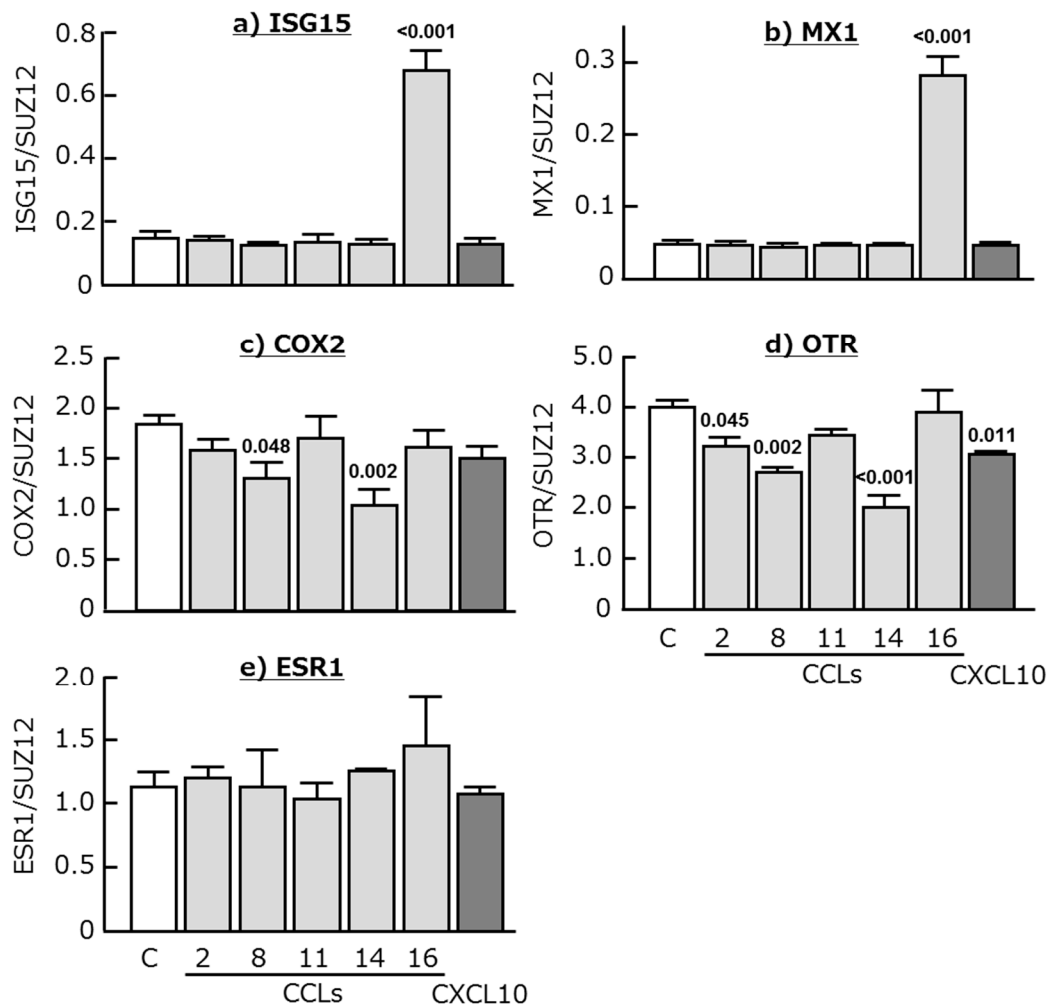 a) ISG15
ISG15/SUZ12
0.8
0.6
0.4
0.2
0
<0.001
b) MX1
MX1/SUZ12
0.3
0.2
0.1
0
<0.001
c) COX2
COX2/SUZ12
2.5
2.0
1.5
1.0
0.5
0
0.048
0.002
d) OTR
OTR/SUZ12
5.0
4.0
3.0
2.0
1.0
0
0.045
0.002
<0.001
0.011
C 2 8 11 14 16
CCLs CXCL10
e) ESR1
ESR1/SUZ12
2.0
1.5
1.0
0.5
0
C 2 8 11 14 16
CCLs CXCL10